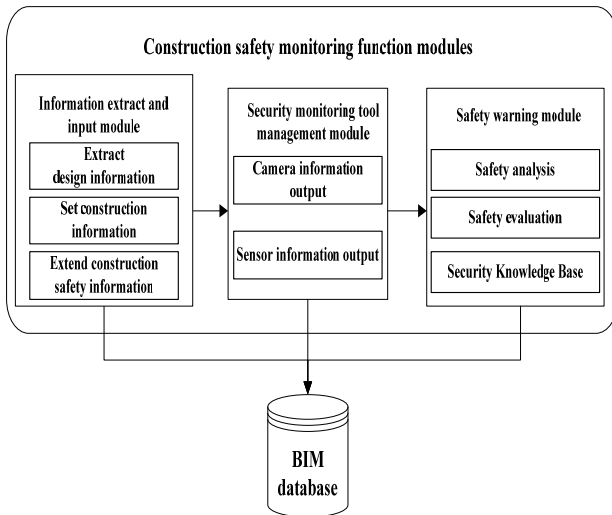 Construction safety monitoring function modules
Information extract and
input module
Extract
design information
Set construction
information
Extend construction
safety information
Security monitoring tool
management module
Camera information
output
Sensor information output
Safety warning module
Safety analysis
Safety evaluation
Security Knowledge Base
BIM
database